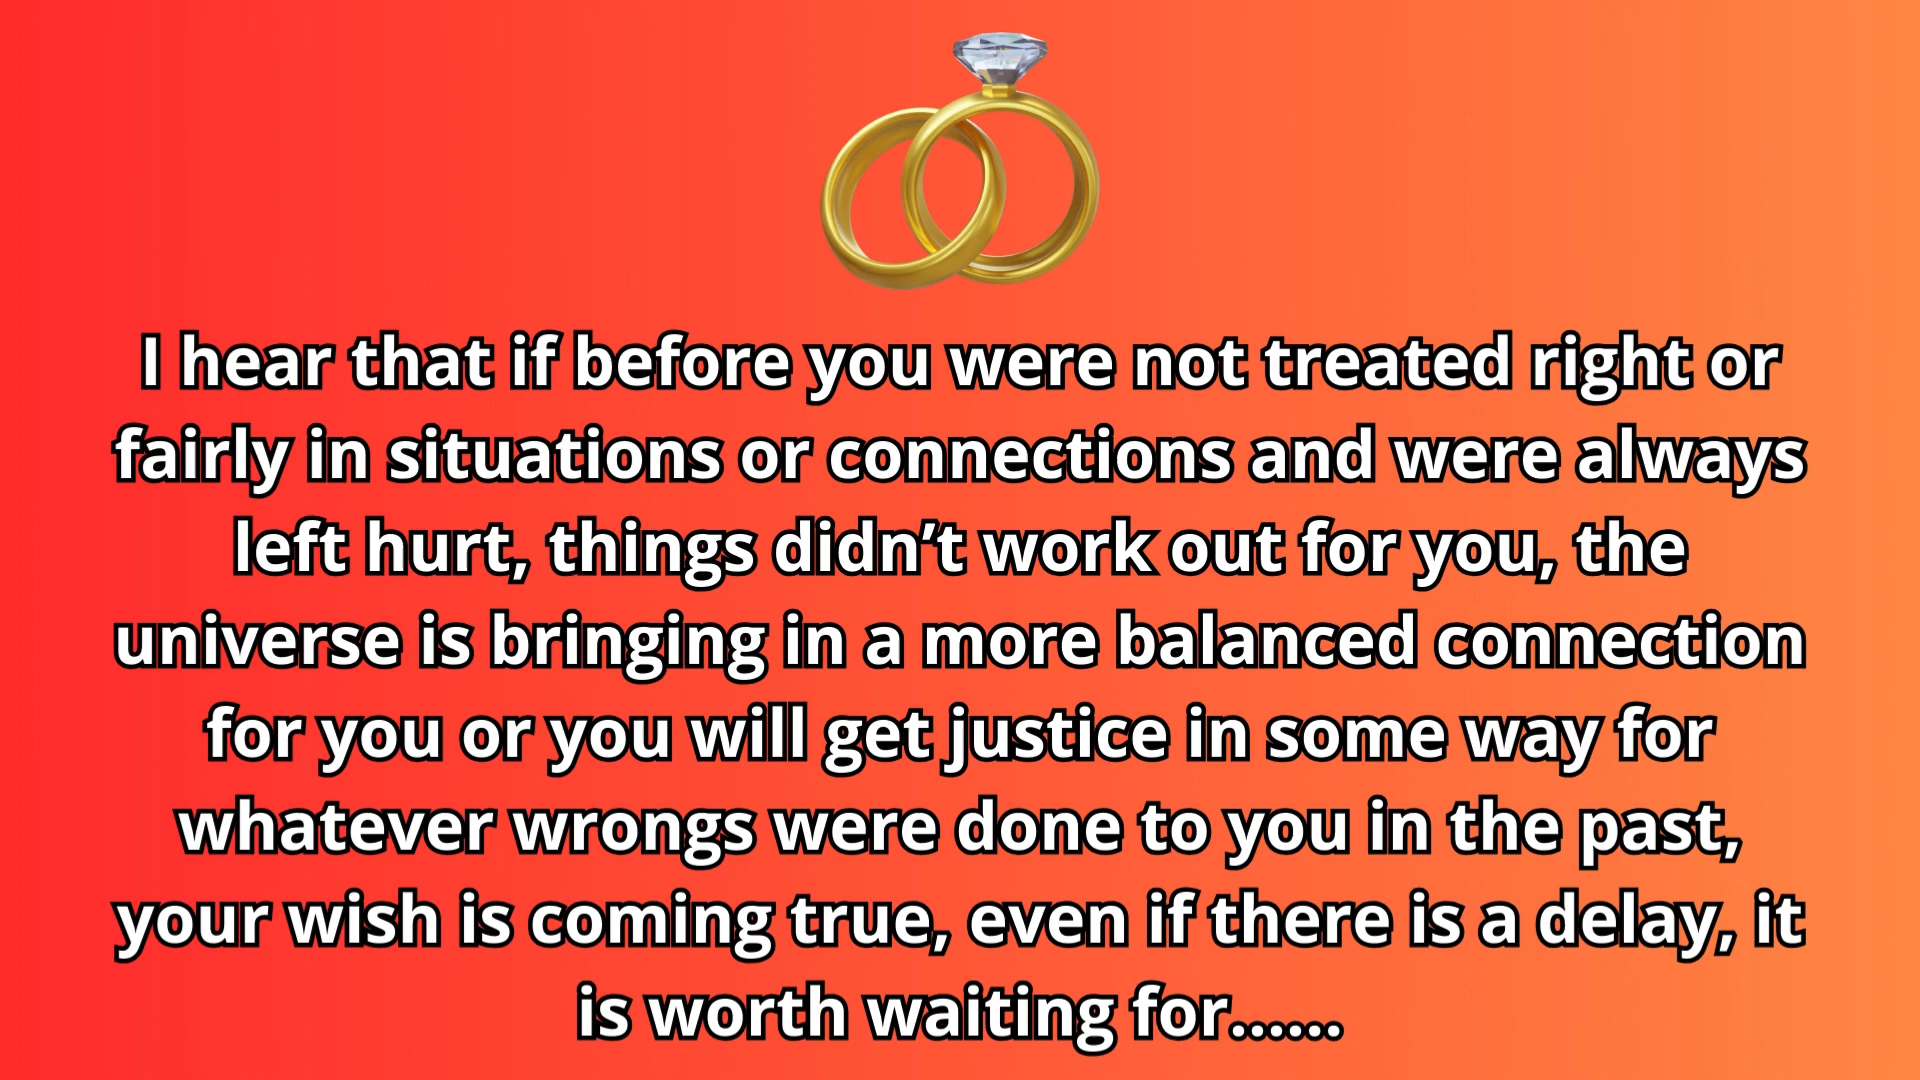 I hear that if before you were not treated right or
fairly in situations or connections and were always
left hurt, things didn’t work out for you, the
universe is bringing in a more balanced connection
for you or you will get justice in some way for
whatever wrongs were done to you in the past,
your wish is coming true, even if there is a delay, it
is worth waiting for......